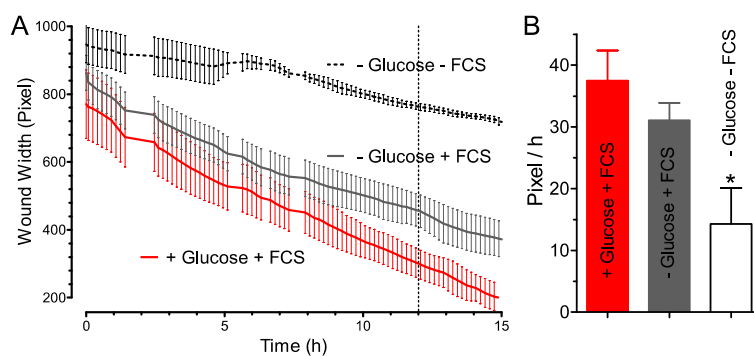 A
Wound Width (Pixel)
1000
800
600
400
200
- Glucose - FCS
- Glucose + FCS
+ Glucose + FCS
0
5
10
15
Time (h)
B
Pixel / h
40
30
20
10
0
+ Glucose + FCS
- Glucose + FCS
- Glucose - FCS
*